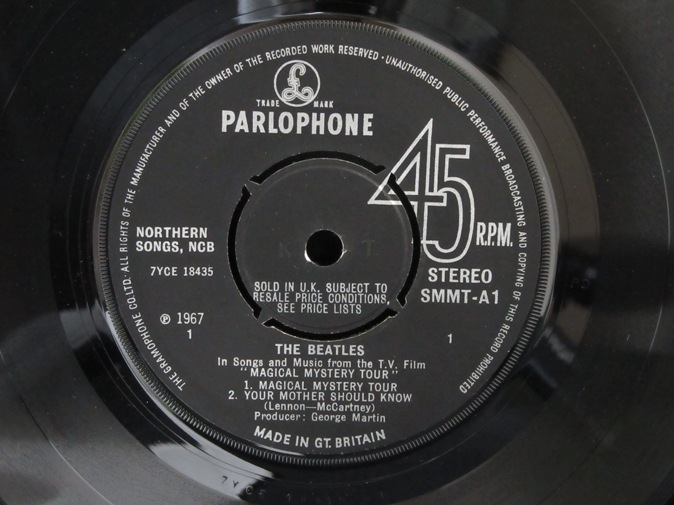 THE GRAMOPHONE CO. LTD. · ALL RIGHTS OF THE MANUFACTURER AND OF THE OWNER OF THE RECORDED WORK RESERVED · UNAUTHORISED PUBLIC PERFORMANCE BROADCASTING AND COPYING OF THIS RECORD PROHIBITED
£
TRADE MARK
PARLOPHONE
45
R.P.M.
NORTHERN
SONGS, NCB
7YCE 18435
STEREO
SMMT-A1
SOLD IN U.K. SUBJECT TO
RESALE PRICE CONDITIONS,
SEE PRICE LISTS
℗ 1967
1
1
THE BEATLES
In Songs and Music from the T.V. Film
"MAGICAL MYSTERY TOUR"
1. MAGICAL MYSTERY TOUR
2. YOUR MOTHER SHOULD KNOW
(Lennon—McCartney)
Producer: George Martin
MADE IN GT. BRITAIN